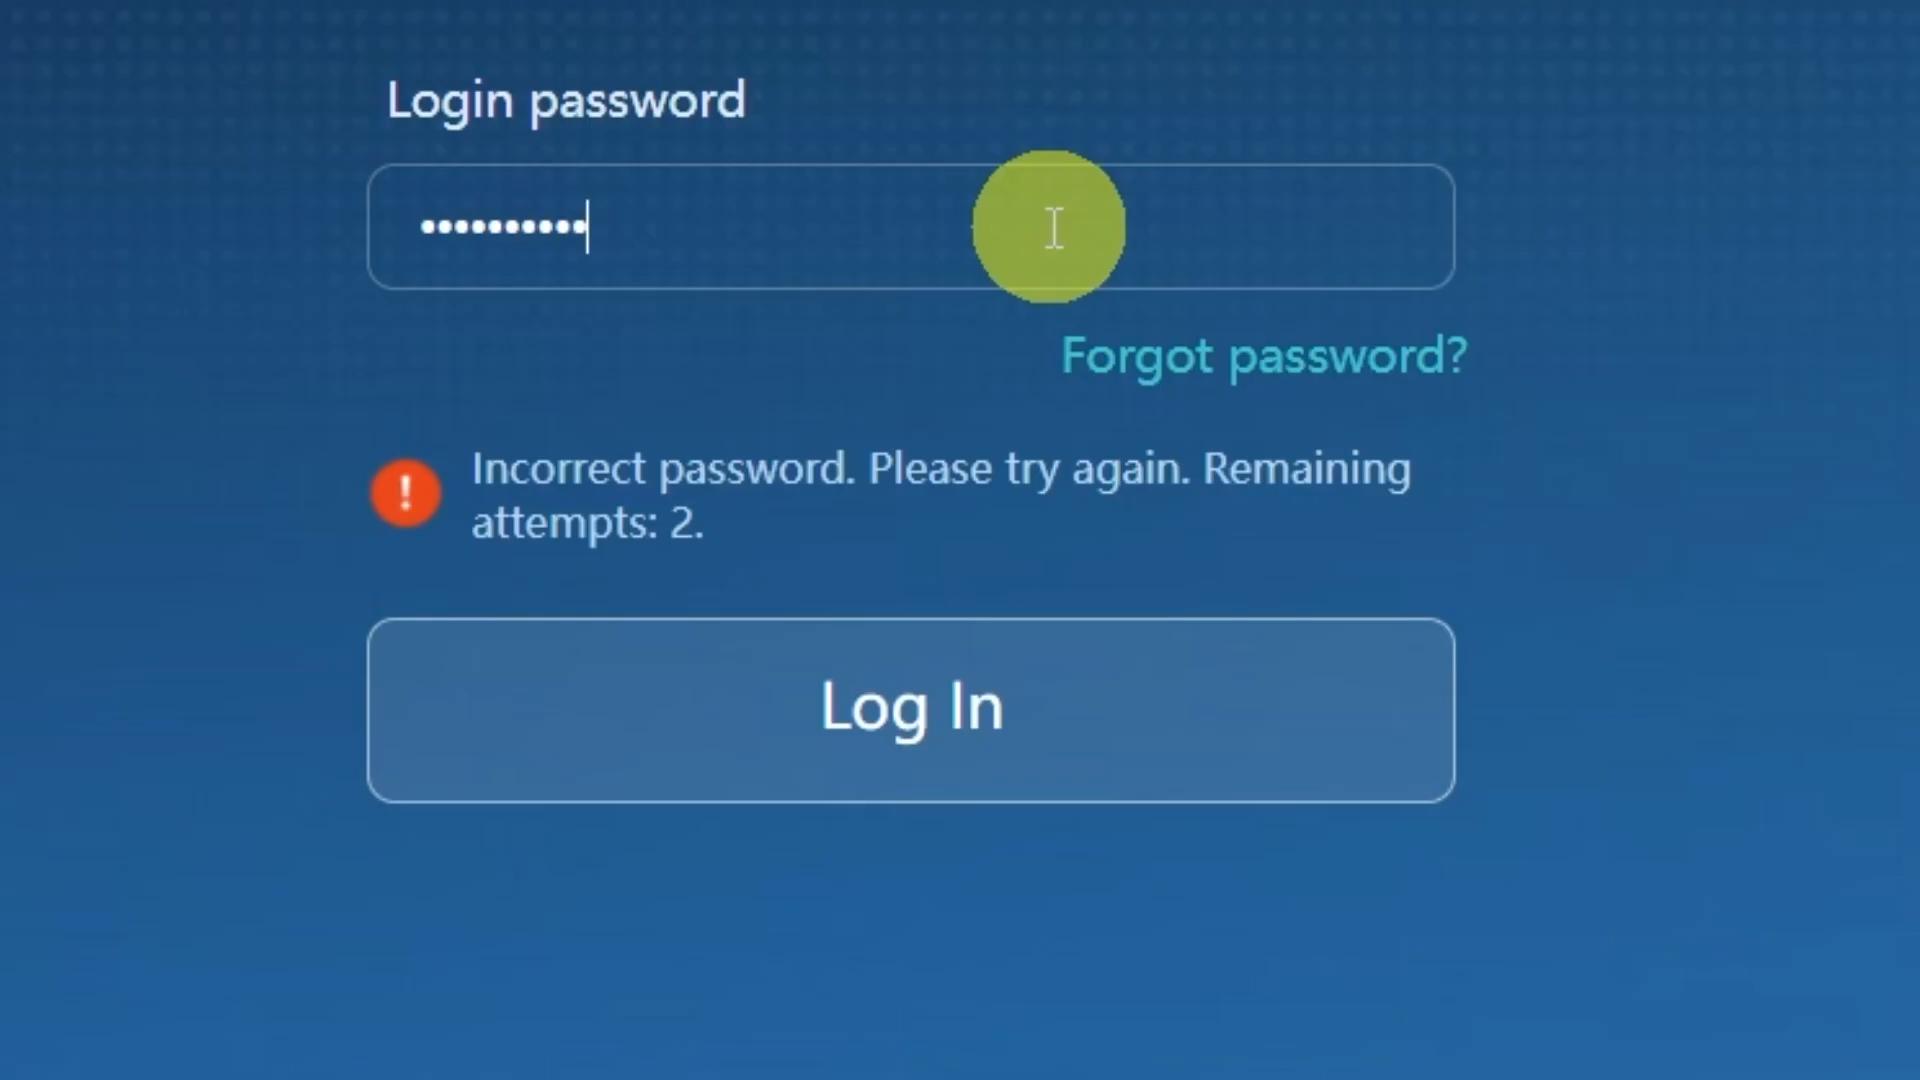 Login password
••••••••••
Forgot password?
Incorrect password. Please try again. Remaining
attempts: 2.
Log In